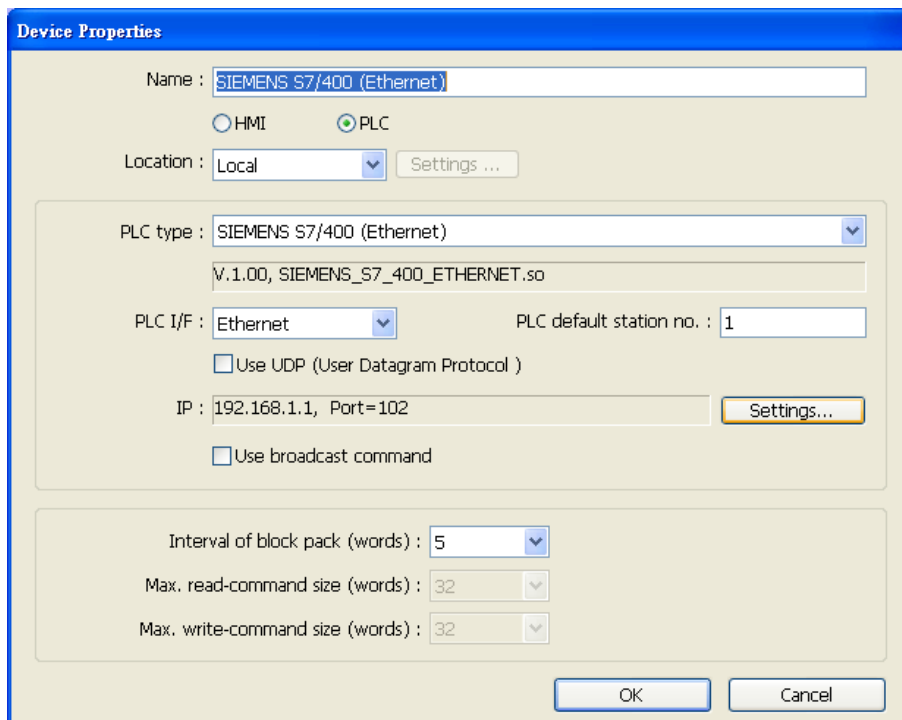 Device Properties
Name : SIEMENS S7/400 (Ethernet)
HMI PLC
Location : Local Settings ...
PLC type : SIEMENS S7/400 (Ethernet)
V.1.00, SIEMENS_S7_400_ETHERNET.so
PLC I/F : Ethernet PLC default station no. : 1
Use UDP (User Datagram Protocol )
IP : 192.168.1.1, Port=102 Settings...
Use broadcast command
Interval of block pack (words) : 5
Max. read-command size (words) : 32
Max. write-command size (words) : 32
OK Cancel